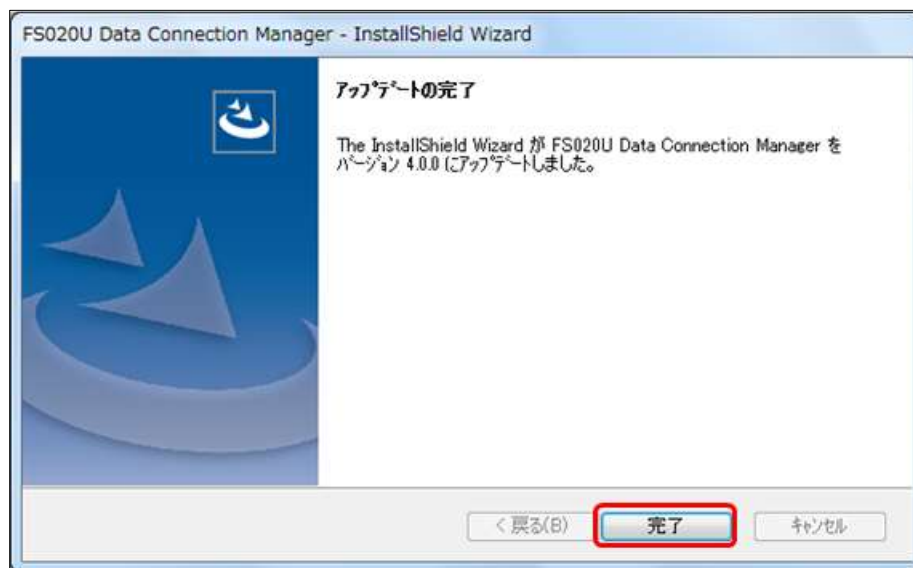 FS020U Data Connection Manager - InstallShield Wizard
ｱｯﾌﾟﾃﾞｰﾄの完了
The InstallShield Wizard が FS020U Data Connection Manager を
ﾊﾞｰｼﾞｮﾝ 4.0.0 にｱｯﾌﾟﾃﾞｰﾄしました。
< 戻る(B)
完了
ｷｬﾝｾﾙ